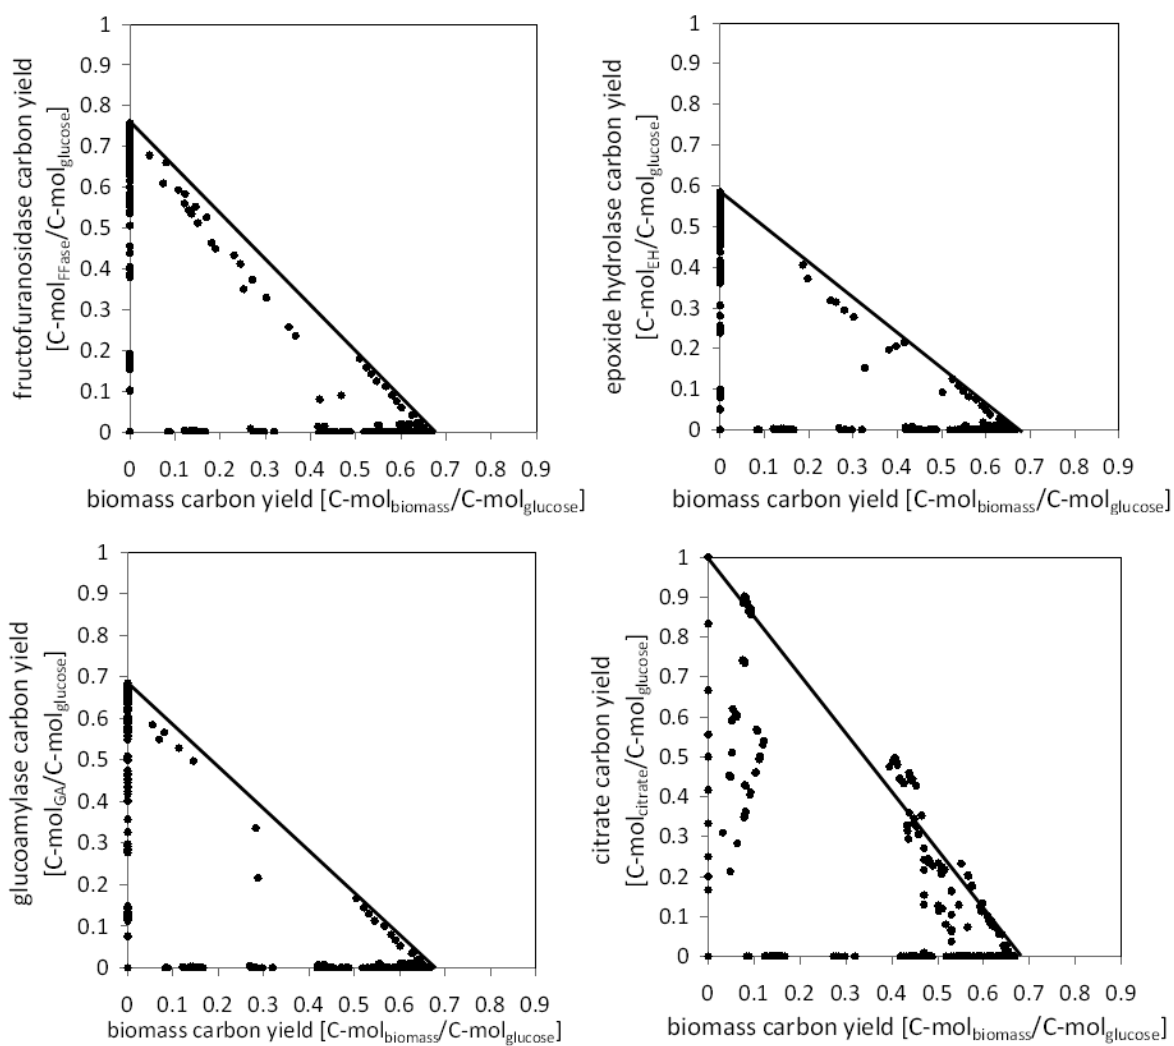 fructofuranosidase carbon yield
[C-molFFase/C-molglucose]
1
0.9
0.8
0.7
0.6
0.5
0.4
0.3
0.2
0.1
0
0 0.1 0.2 0.3 0.4 0.5 0.6 0.7 0.8 0.9
biomass carbon yield [C-molbiomass/C-molglucose]
epoxide hydrolase carbon yield
[C-molEH/C-molglucose]
1
0.9
0.8
0.7
0.6
0.5
0.4
0.3
0.2
0.1
0
0 0.1 0.2 0.3 0.4 0.5 0.6 0.7 0.8 0.9
biomass carbon yield [C-molbiomass/C-molglucose]
glucoamylase carbon yield
[C-molGA/C-molglucose]
1
0.9
0.8
0.7
0.6
0.5
0.4
0.3
0.2
0.1
0
0 0.1 0.2 0.3 0.4 0.5 0.6 0.7 0.8 0.9
biomass carbon yield [C-molbiomass/C-molglucose]
citrate carbon yield
[C-molcitrate/C-molglucose]
1
0.9
0.8
0.7
0.6
0.5
0.4
0.3
0.2
0.1
0
0 0.1 0.2 0.3 0.4 0.5 0.6 0.7 0.8 0.9
biomass carbon yield [C-molbiomass/C-molglucose]